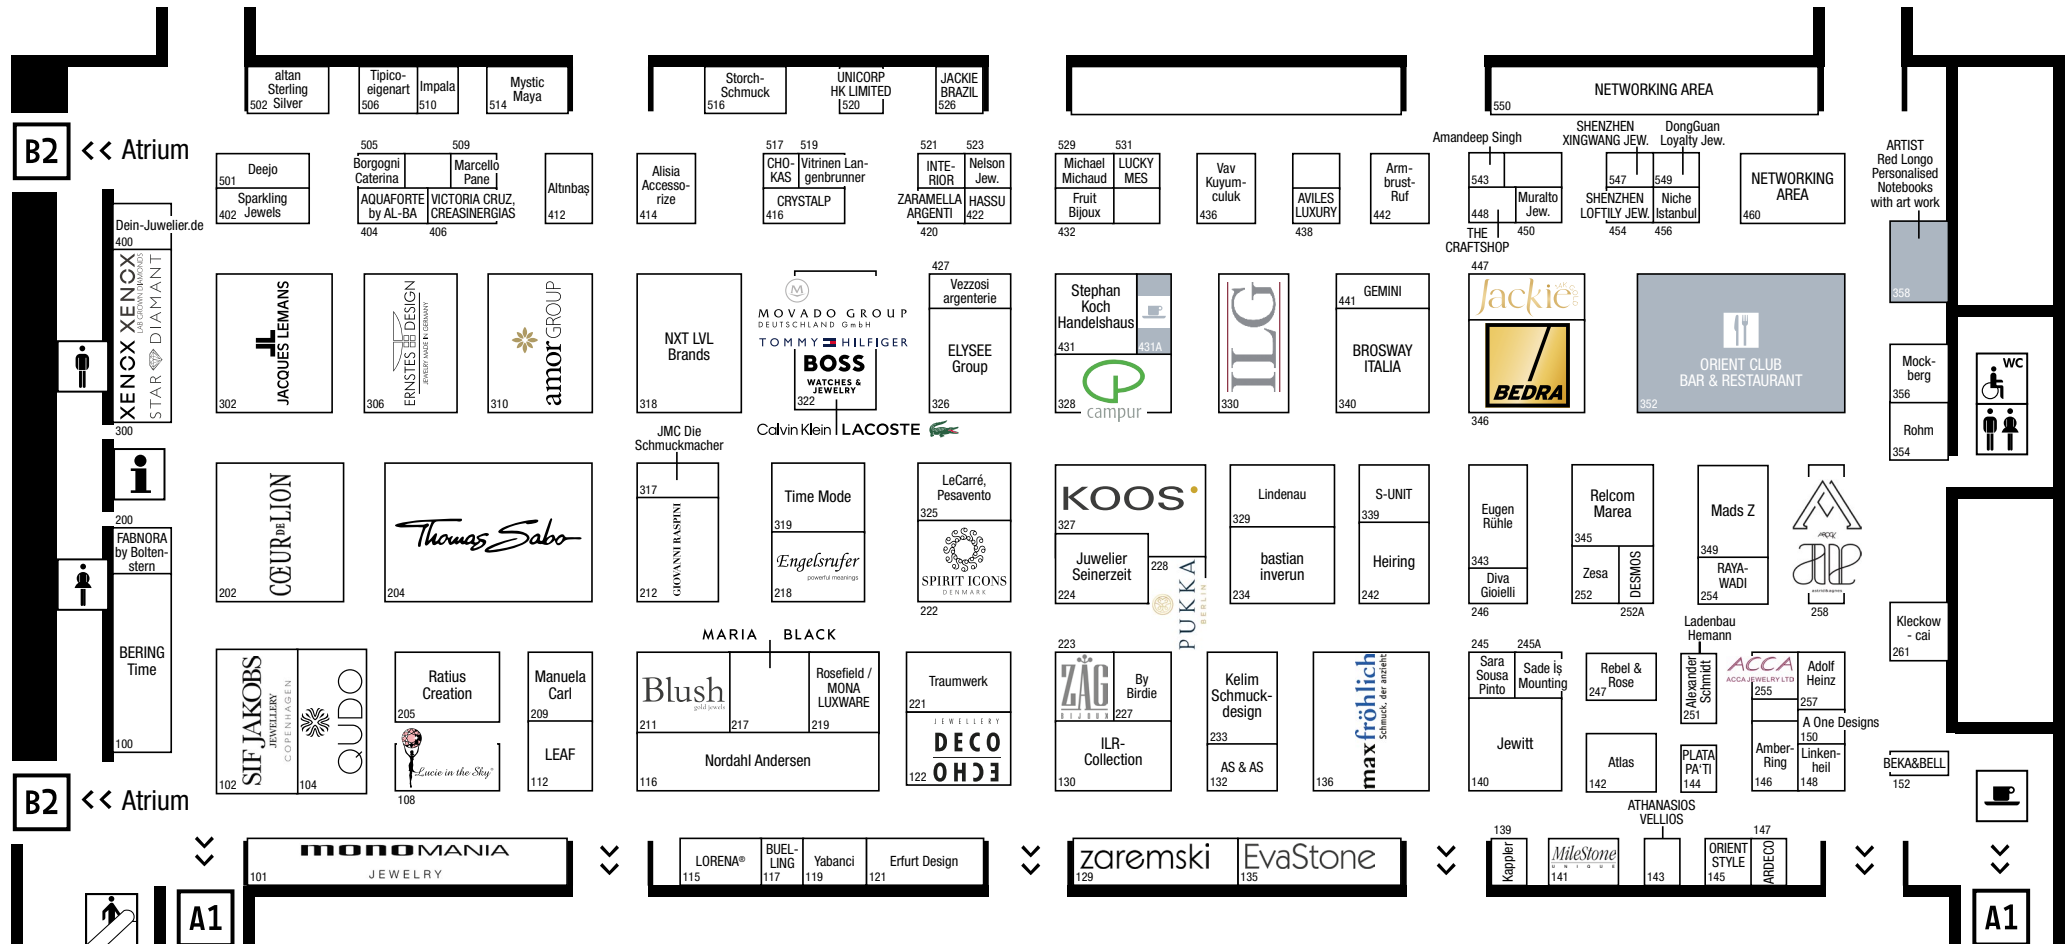 altan
Sterling
502 Silver
Tipico-
eigenart
506
Impala
510
Mystic
Maya
514
Storch-
Schmuck
516
UNICORP
HK LIMITED
520
JACKIE
BRAZIL
526
NETWORKING AREA
550
B2 << Atrium
Deejo
501
Sparkling
Jewels
402
505
Borgogni
Caterina
509
Marcello
Pane
AQUAFORTE
by AL-BA
404
VICTORIA CRUZ,
CREASINERGIAS
406
Altınbaş
412
Alisia
Accesso-
rize
414
517
CHO-
KAS
519
Vitrinen Lan-
genbrunner
CRYSTALP
416
521
INTE-
RIOR
523
Nelson
Jew.
ZARAMELLA
ARGENTI
420
HASSU
422
529
Michael
Michaud
531
LUCKY
MES
Fruit
Bijoux
432
Vav
Kuyum-
culuk
436
AVILES
LUXURY
438
Arm-
brust-
Ruf
442
Amandeep Singh
543
448
THE
CRAFTSHOP
Muralto
Jew.
450
SHENZHEN
XINGWANG JEW.
547
DongGuan
Loyalty Jew.
549
SHENZHEN
LOFTILY JEW.
454
Niche
Istanbul
456
NETWORKING
AREA
460
ARTIST
Red Longo
Personalised
Notebooks
with art work
358
Dein-Juwelier.de
400
XENOX XENOX
LAB GROWN DIAMONDS
STAR DIAMANT
300
JACQUES LEMANS
302
ERNSTES DESIGN
JEWELRY MADE IN GERMANY
306
amor GROUP
310
NXT LVL
Brands
318
M
MOVADO GROUP
DEUTSCHLAND GmbH
TOMMY HILFIGER
BOSS
WATCHES &
JEWELRY
322
Calvin Klein LACOSTE
427
Vezzosi
argenterie
ELYSEE
Group
326
Stephan
Koch
Handelshaus
431
431A
campur
328
ILG
330
GEMINI
441
BROSWAY
ITALIA
340
447
Jackie
BEDRA
346
ORIENT CLUB
BAR & RESTAURANT
352
Mock-
berg
356
Rohm
354
WC
i
200
FABNORA
by Bolten-
stern
BERING
Time
100
CŒUR DE LION
202
Thomas Sabo
204
JMC Die
Schmuckmacher
317
GIOVANNI RASPINI
212
Time Mode
319
Engelsrufer
powerful meanings
218
LeCarré,
Pesavento
325
SPIRIT ICONS
DENMARK
222
KOOS
327
Juwelier
Seinerzeit
224
228
PUKKA
BERLIN
Lindenau
329
bastian
inverun
234
S-UNIT
339
Heiring
242
Eugen
Rühle
343
Diva
Gioielli
246
Relcom
Marea
345
Zesa
252
DESMOS
252A
Mads Z
349
RAYA-
WADI
254
258
Kleckow
- cai
261
SIF JAKOBS
JEWELLERY
COPENHAGEN
102
QUDO
104
Ratius
Creation
205
Lucie in the Sky
108
Manuela
Carl
209
LEAF
112
MARIA BLACK
Blush
gold jewels
211
217
Rosefield /
MONA
LUXWARE
219
Nordahl Andersen
116
Traumwerk
221
JEWELLERY
DECO
ECHO
122
223
ZAG
BIJOUX
By
Birdie
227
ILR-
Collection
130
Kelim
Schmuck-
design
233
AS & AS
132
maxfröhlich
Schmuck, der anzieht
136
245
Sara
Sousa
Pinto
245A
Sade iş
Mounting
Jewitt
140
Rebel &
Rose
247
Atlas
142
Ladenbau
Hemann
Alexander
Schmidt
251
PLATA
PA'TI
144
ACCA
ACCA JEWELRY LTD
255
Adolf
Heinz
257
A One Designs
150
Amber-
Ring
146
Linken-
heil
148
BEKA&BELL
152
B2 << Atrium
monoMANIA
JEWELRY
101
LORENA®
115
BUEL-
LING
117
Yabanci
119
Erfurt Design
121
zaremski
129
EvaStone
135
139
Kappler
MileStone
UNIQUE
141
ATHANASIOS
VELLIOS
143
ORIENT
STYLE
145
147
ARDECO
A1
A1